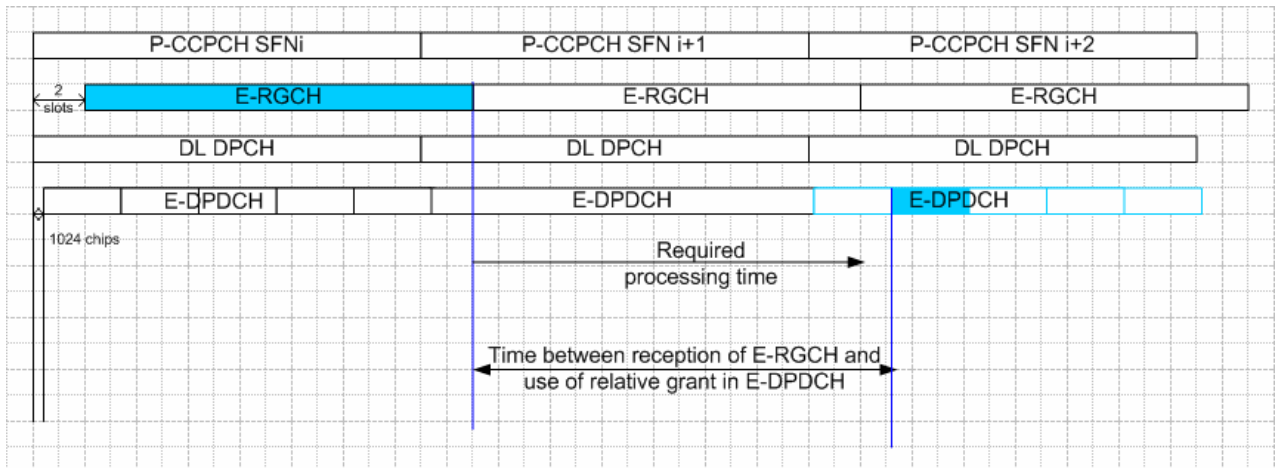 P-CCPCH SFNi
P-CCPCH SFN i+1
P-CCPCH SFN i+2
2
slots
E-RGCH
E-RGCH
E-RGCH
DL DPCH
DL DPCH
DL DPCH
E-DPDCH
E-DPDCH
E-DPDCH
1024 chips
Required
processing time
Time between reception of E-RGCH and
use of relative grant in E-DPDCH